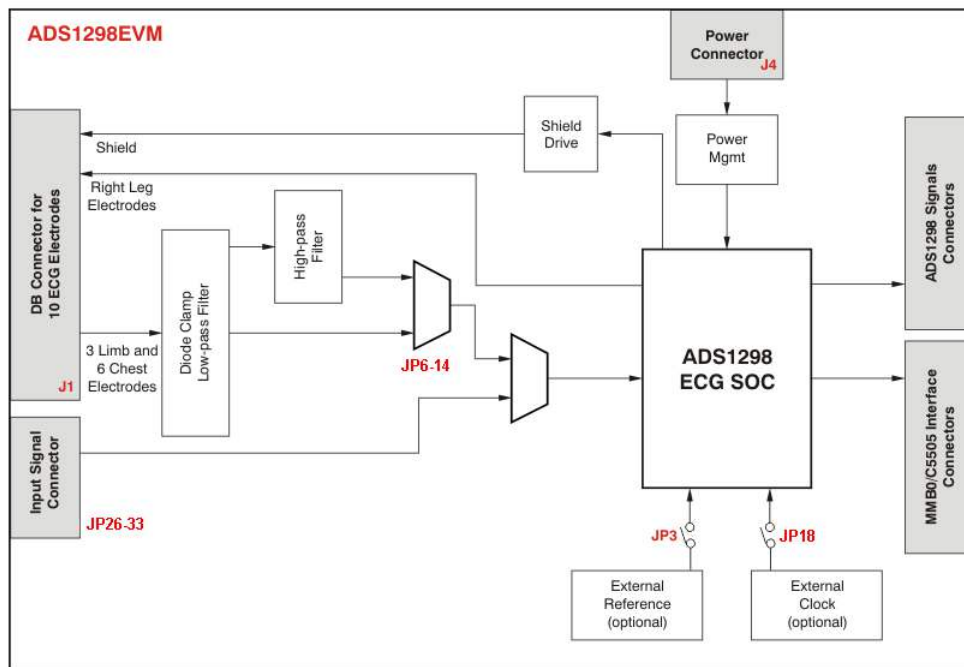 ADS1298EVM
Power
Connector
J4
Shield
Drive
Power
Mgmt
Shield
Right Leg
Electrodes
DB Connector for
10 ECG Electrodes
J1
High-pass
Filter
Diode Clamp
Low-pass Filter
3 Limb and
6 Chest
Electrodes
JP6-14
ADS1298
ECG SOC
ADS1298 Signals
Connectors
MMB0/C5505 Interface
Connectors
Input Signal
Connector
JP26-33
JP3
JP18
External
Reference
(optional)
External
Clock
(optional)